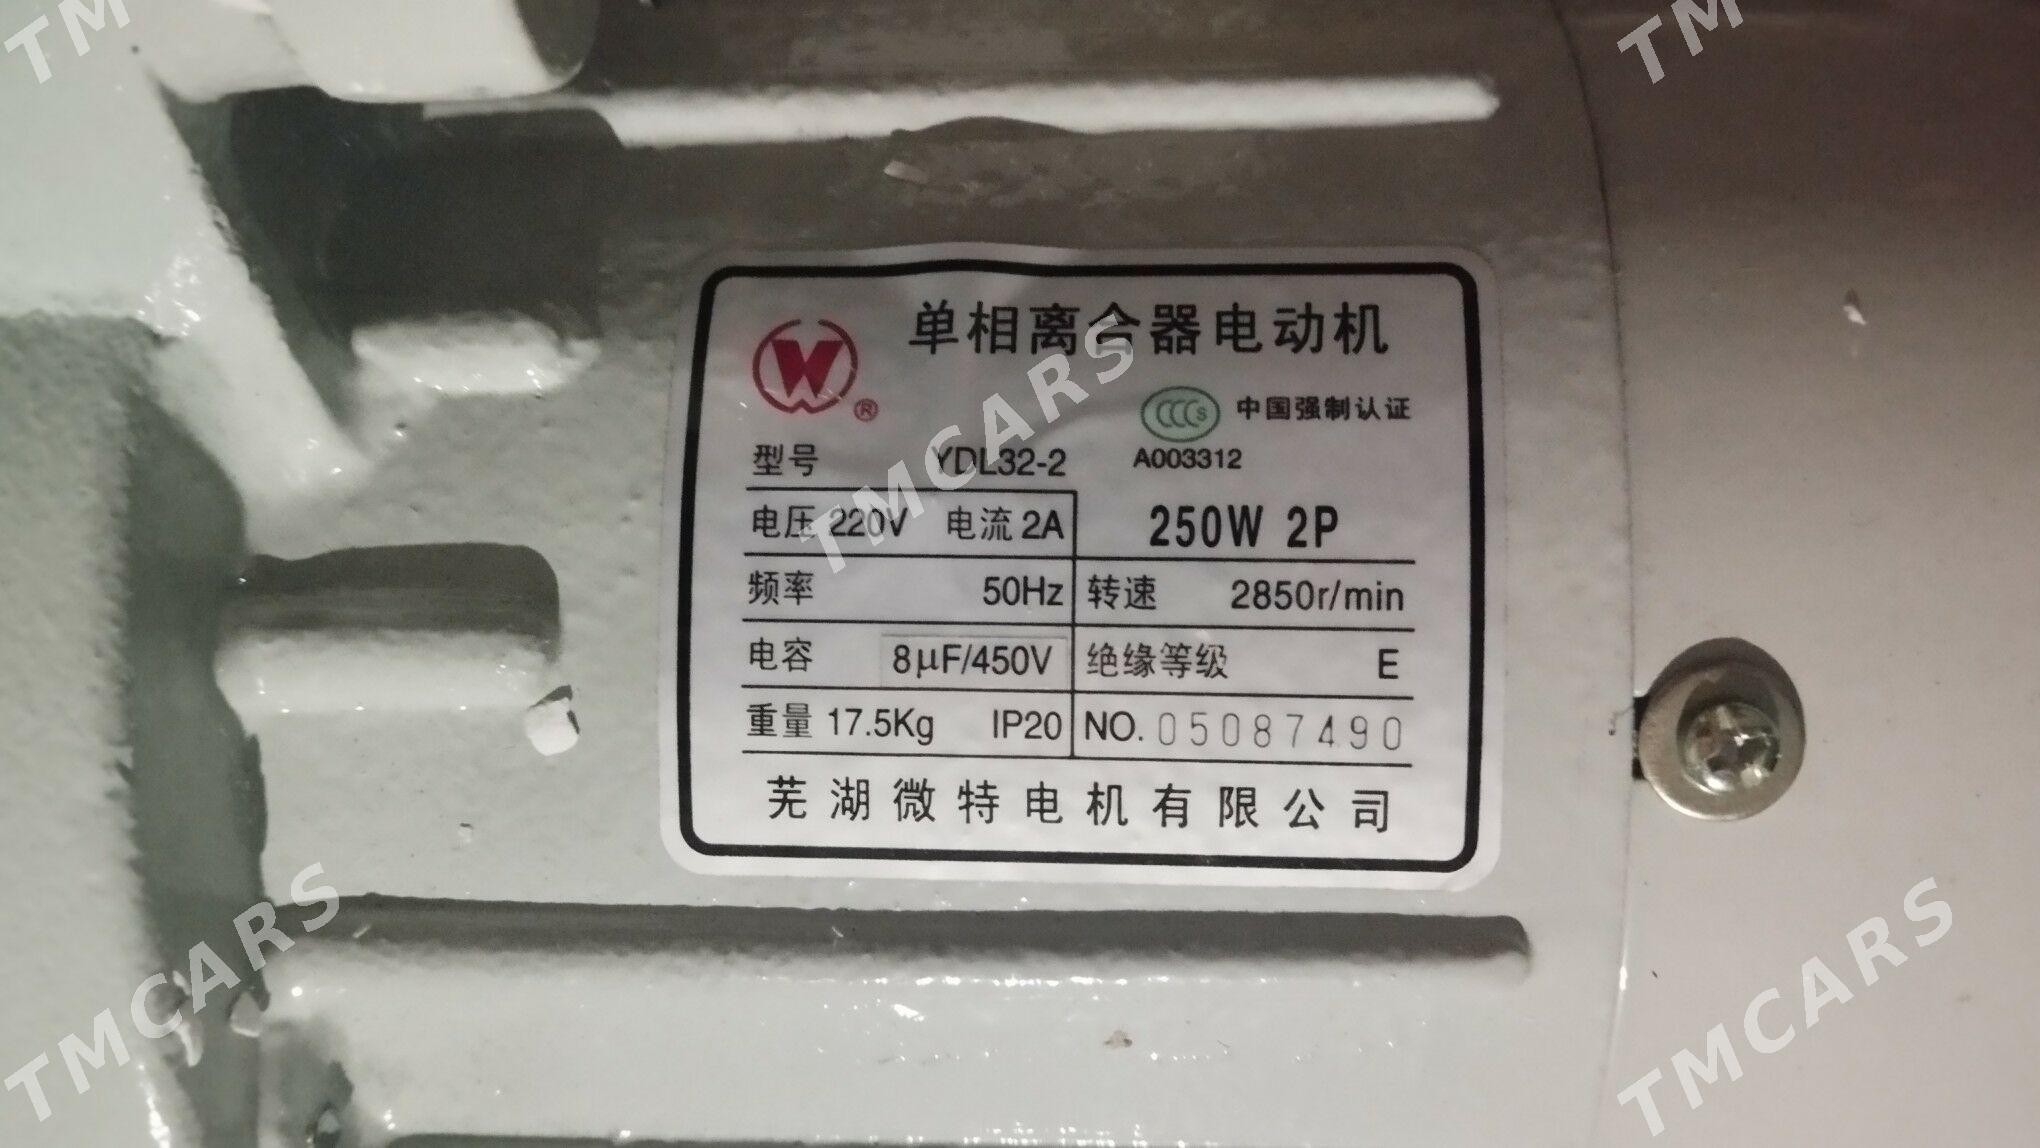 单相离合器电动机
W ®
CCC S 中国强制认证
型号 YDL32-2 A003312
电压 220V 电流 2A 250W 2P
频率 50Hz 转速 2850r/min
电容 8μF/450V 绝缘等级 E
重量 17.5Kg IP20 NO. 05087490
芜湖微特电机有限公司
TM
TM
TMCARS
TMCARS
TMCARS